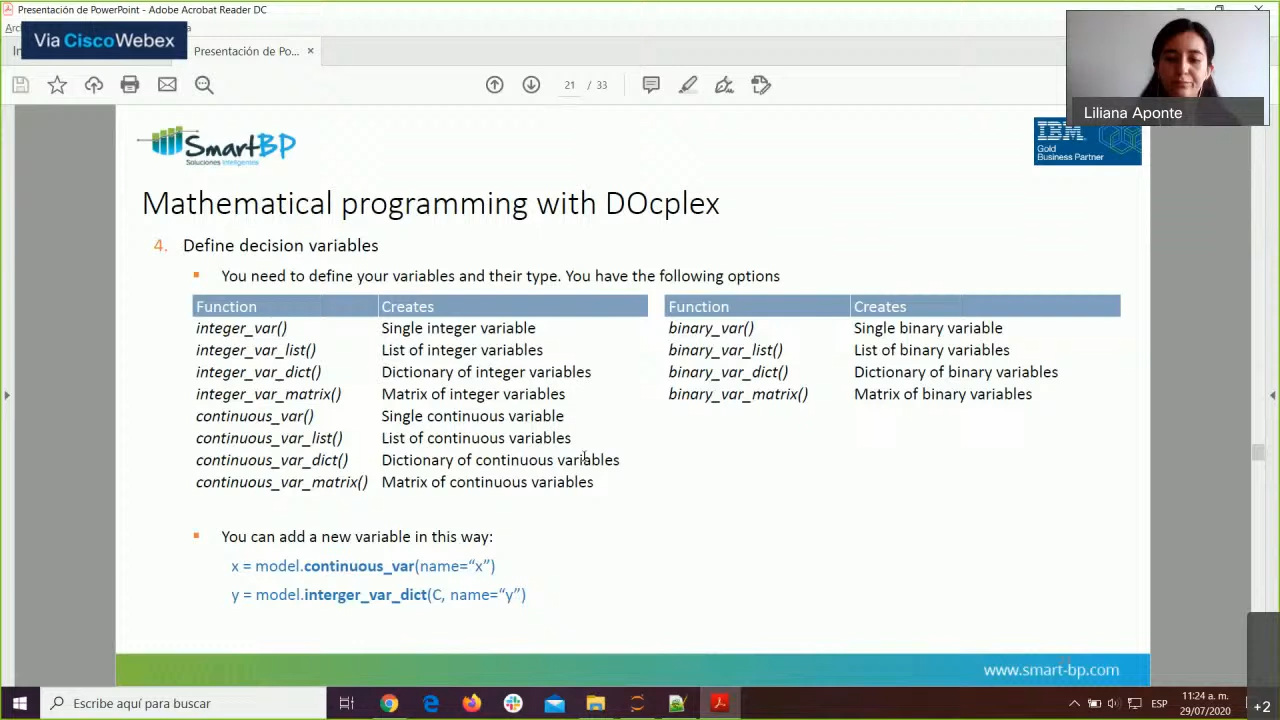 Presentación de PowerPoint - Adobe Acrobat Reader DC
Via Cisco Webex
Presentación de Po... ×
21 / 33
Liliana Aponte
SmartBP
Soluciones Inteligentes
IBM
Gold
Business Partner
Mathematical programming with DOcplex
4. Define decision variables
▪ You need to define your variables and their type. You have the following options
Function Creates
integer_var() Single integer variable
integer_var_list() List of integer variables
integer_var_dict() Dictionary of integer variables
integer_var_matrix() Matrix of integer variables
continuous_var() Single continuous variable
continuous_var_list() List of continuous variables
continuous_var_dict() Dictionary of continuous variables
continuous_var_matrix() Matrix of continuous variables
Function Creates
binary_var() Single binary variable
binary_var_list() List of binary variables
binary_var_dict() Dictionary of binary variables
binary_var_matrix() Matrix of binary variables
▪ You can add a new variable in this way:
x = model.continuous_var(name=“x”)
y = model.interger_var_dict(C, name=“y”)
www.smart-bp.com
Escribe aquí para buscar
ESP
11:24 a. m.
29/07/2020
+2